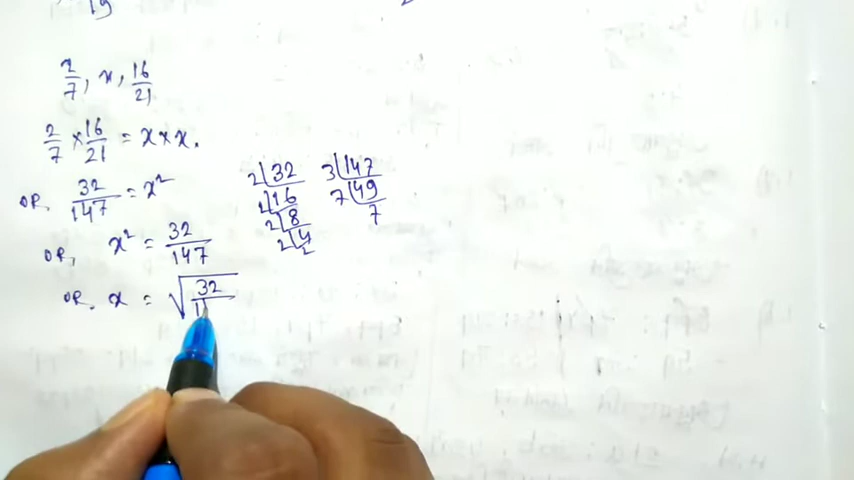 19
2/7, x, 16/21
2/7 × 16/21 = x × x.
OR, 32/147 = x²
OR, x² = 32/147
OR, x = √32/1
2 32
2 16
2 8
2 4
2
3 147
7 49
7